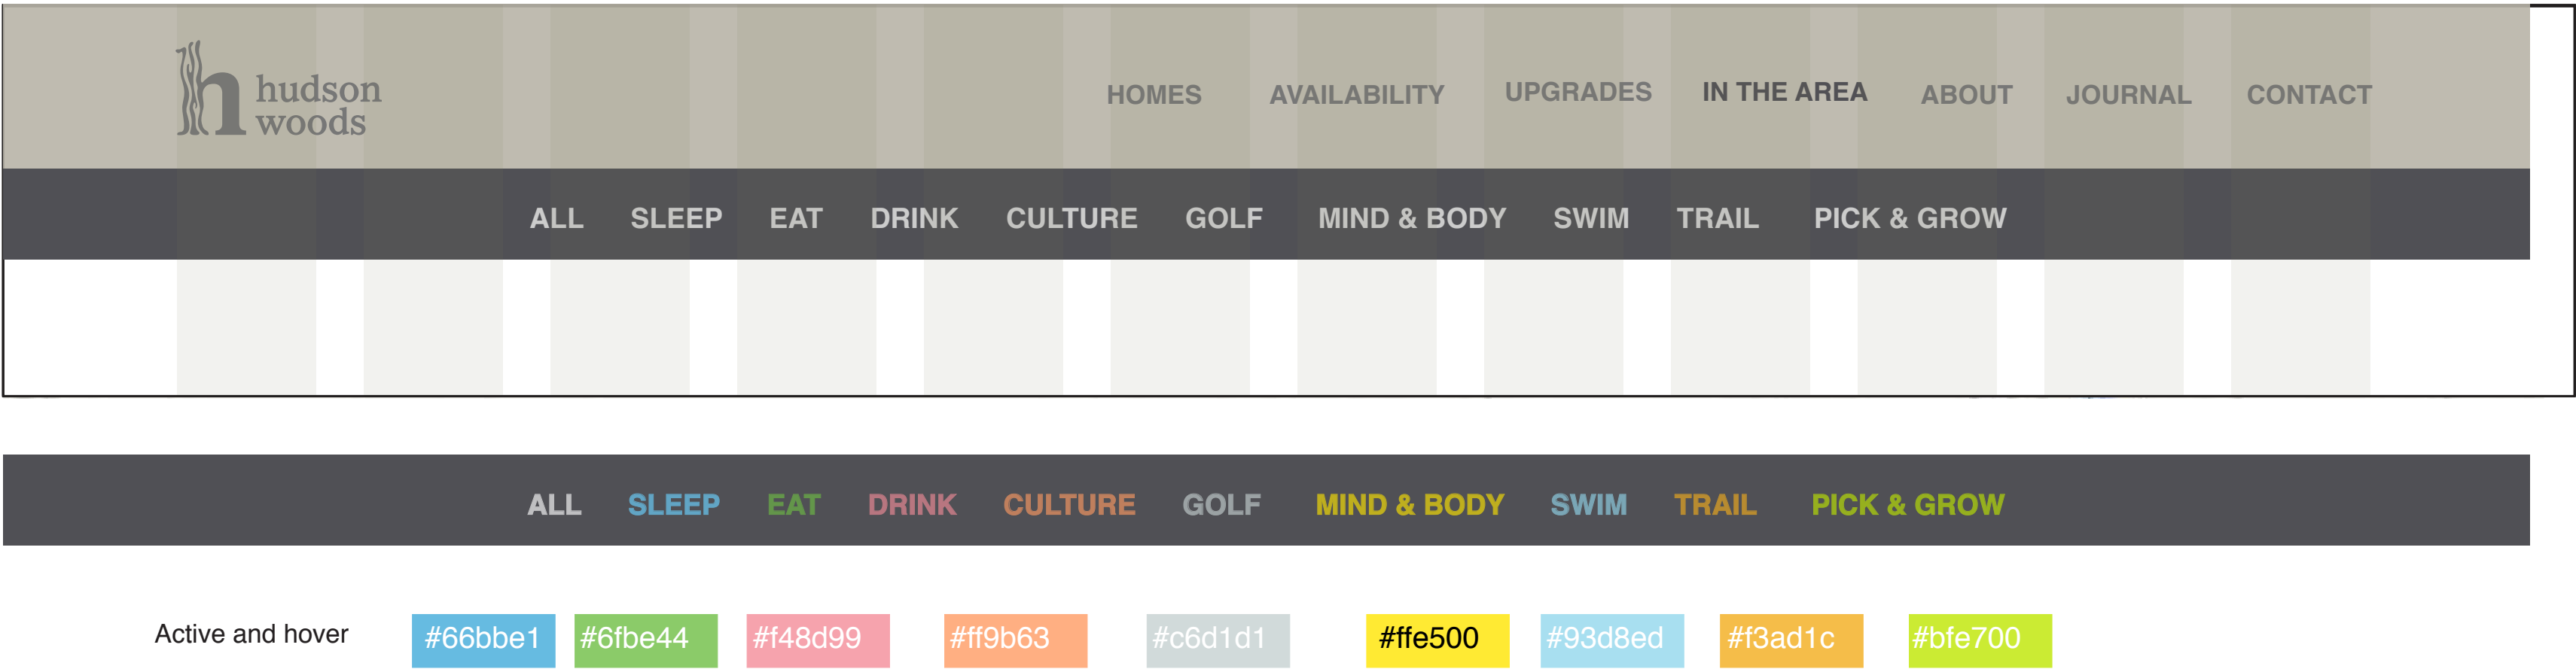 hudson
woods
HOMES AVAILABILITY UPGRADES IN THE AREA ABOUT JOURNAL CONTACT
ALL SLEEP EAT DRINK CULTURE GOLF MIND & BODY SWIM TRAIL PICK & GROW
ALL SLEEP EAT DRINK CULTURE GOLF MIND & BODY SWIM TRAIL PICK & GROW
Active and hover #66bbe1 #6fbe44 #f48d99 #ff9b63 #c6d1d1 #ffe500 #93d8ed #f3ad1c #bfe700